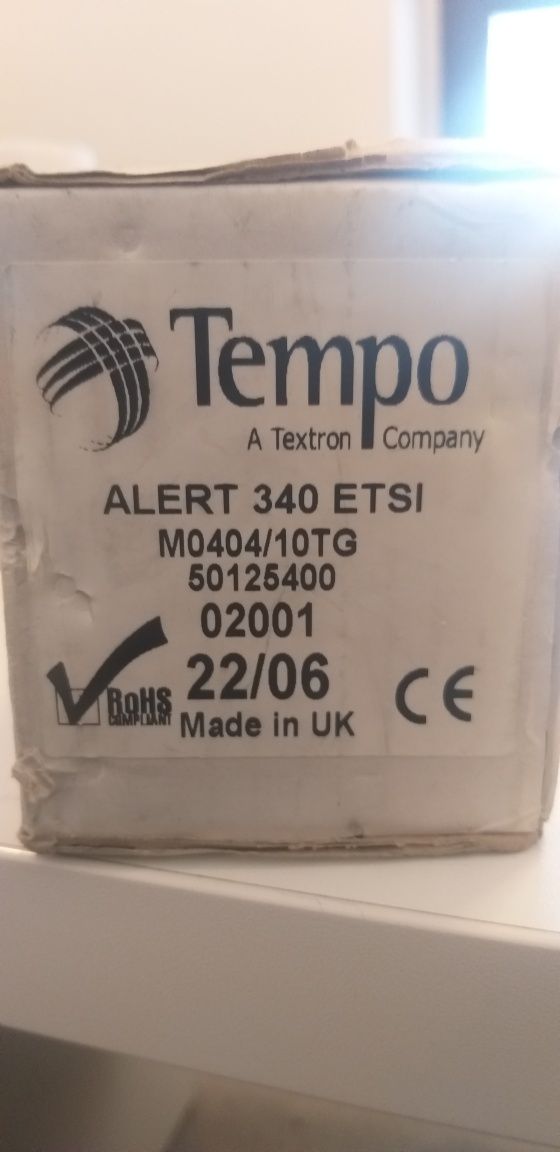 Tempo
A Textron Company
ALERT 340 ETSI
M0404/10TG
50125400
02001
22/06
RoHS
COMPLIANT
Made in UK
CE